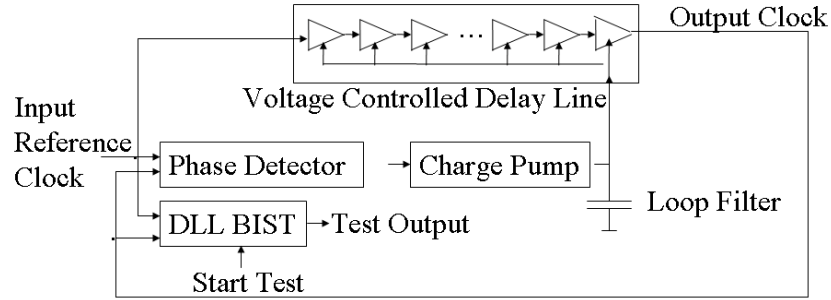 Output Clock
Voltage Controlled Delay Line
Input
Reference
Clock
Phase Detector
Charge Pump
Loop Filter
DLL BIST
Test Output
Start Test